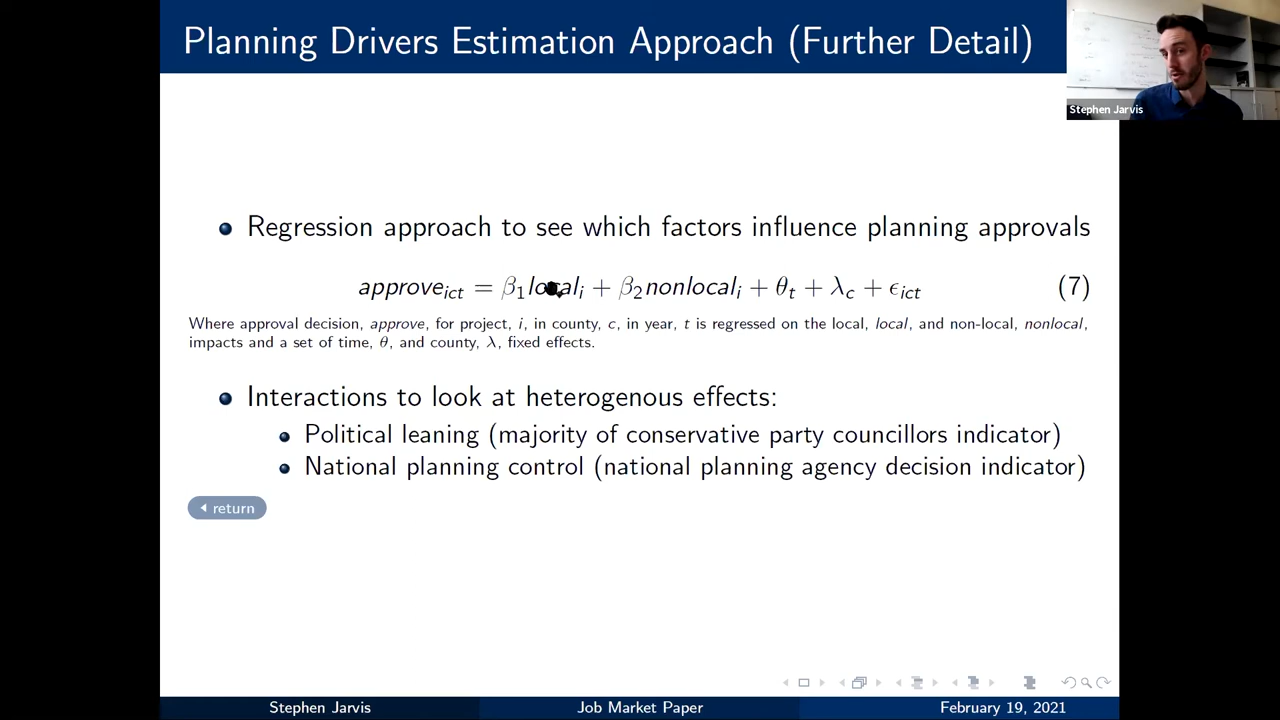 Planning Drivers Estimation Approach (Further Detail)
Stephen Jarvis
Regression approach to see which factors influence planning approvals
approve_ict = β_1 local_i + β_2 nonlocal_i + θ_t + λ_c + ϵ_ict (7)
Where approval decision, approve, for project, i, in county, c, in year, t is regressed on the local, local, and non-local, nonlocal,
impacts and a set of time, θ, and county, λ, fixed effects.
Interactions to look at heterogenous effects:
Political leaning (majority of conservative party councillors indicator)
National planning control (national planning agency decision indicator)
return
Stephen Jarvis Job Market Paper February 19, 2021